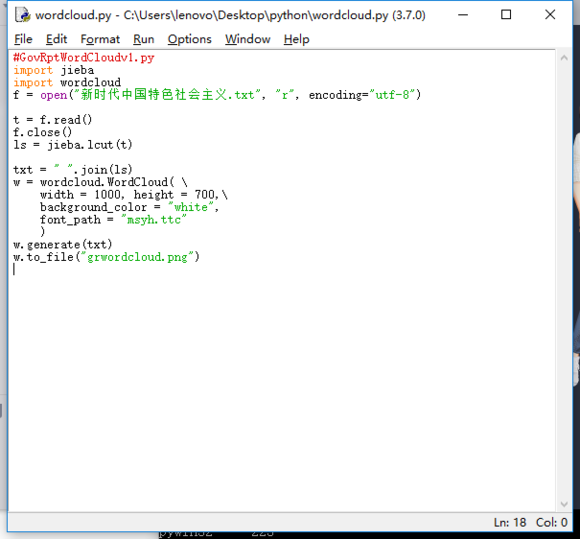 wordcloud.py - C:\Users\lenovo\Desktop\python\wordcloud.py (3.7.0)
File Edit Format Run Options Window Help
#GovRptWordCloudv1.py
import jieba
import wordcloud
f = open("新时代中国特色社会主义.txt", "r", encoding="utf-8")
t = f.read()
f.close()
ls = jieba.lcut(t)
txt = " ".join(ls)
w = wordcloud.WordCloud( \
    width = 1000, height = 700,\
    background_color = "white",
    font_path = "msyh.ttc"
    )
w.generate(txt)
w.to_file("grwordcloud.png")
Ln: 18 Col: 0